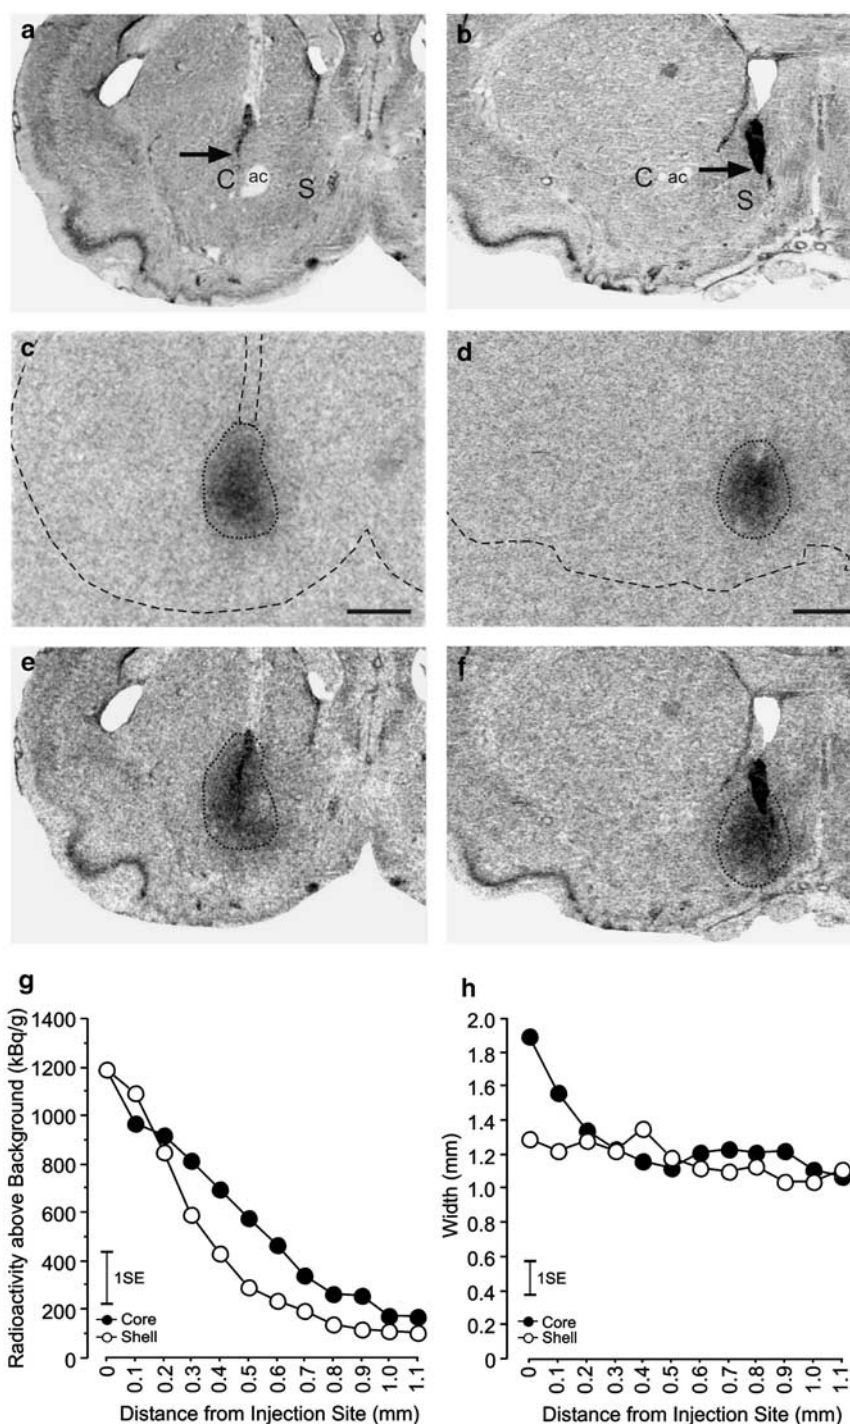 a
b
C
ac
S
ac
S
c
d
e
f
g
h
Radioactivity above Background (kBq/g)
1400
1200
1000
800
600
400
200
0
1SE
Core
Shell
0
0.1
0.2
0.3
0.4
0.5
0.6
0.7
0.8
0.9
1.0
1.1
Distance from Injection Site (mm)
Width (mm)
2.0
1.8
1.6
1.4
1.2
1.0
0.8
0.6
0.4
0.2
0
1SE
Core
Shell
0
0.1
0.2
0.3
0.4
0.5
0.6
0.7
0.8
0.9
1.0
1.1
Distance from Injection Site (mm)